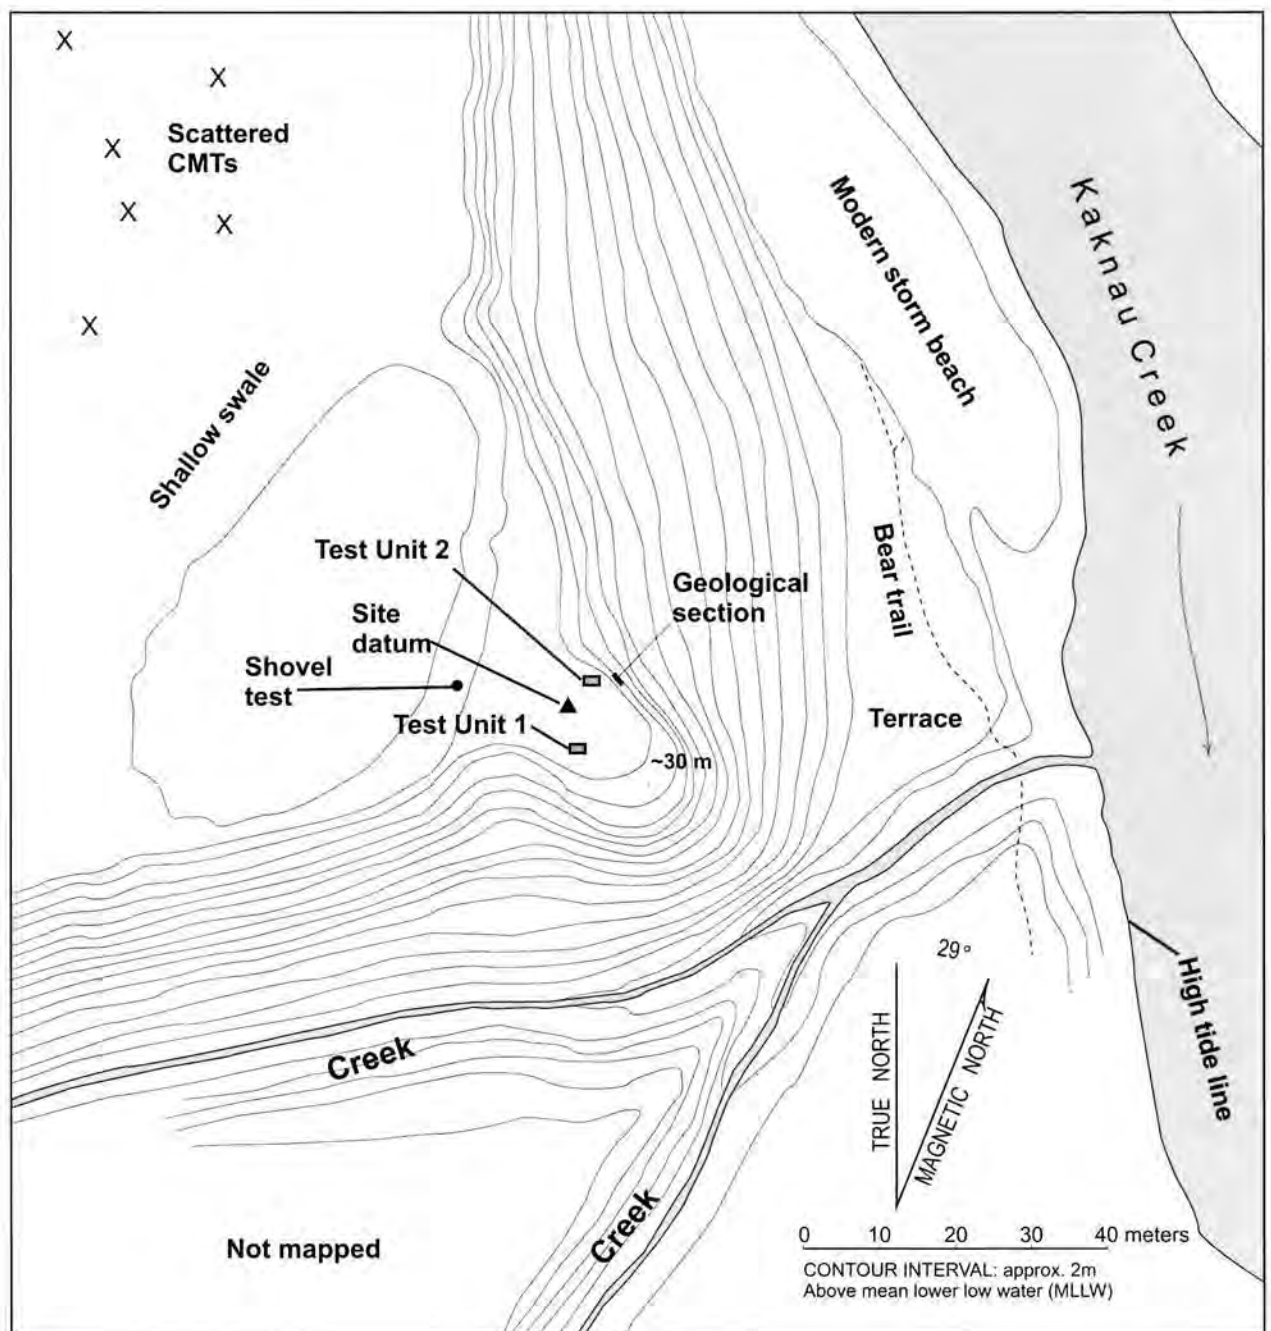 X
X
Scattered
CMTs
X
X
X
X
Kaknau Creek
Modern storm beach
Shallow swale
Test Unit 2
Bear trail
Geological
section
Site
datum
Shovel
test
Terrace
Test Unit 1
~30 m
29°
High tide line
TRUE NORTH
MAGNETIC NORTH
Creek
Creek
Not mapped
0 10 20 30 40 meters
CONTOUR INTERVAL: approx. 2m
Above mean lower low water (MLLW)